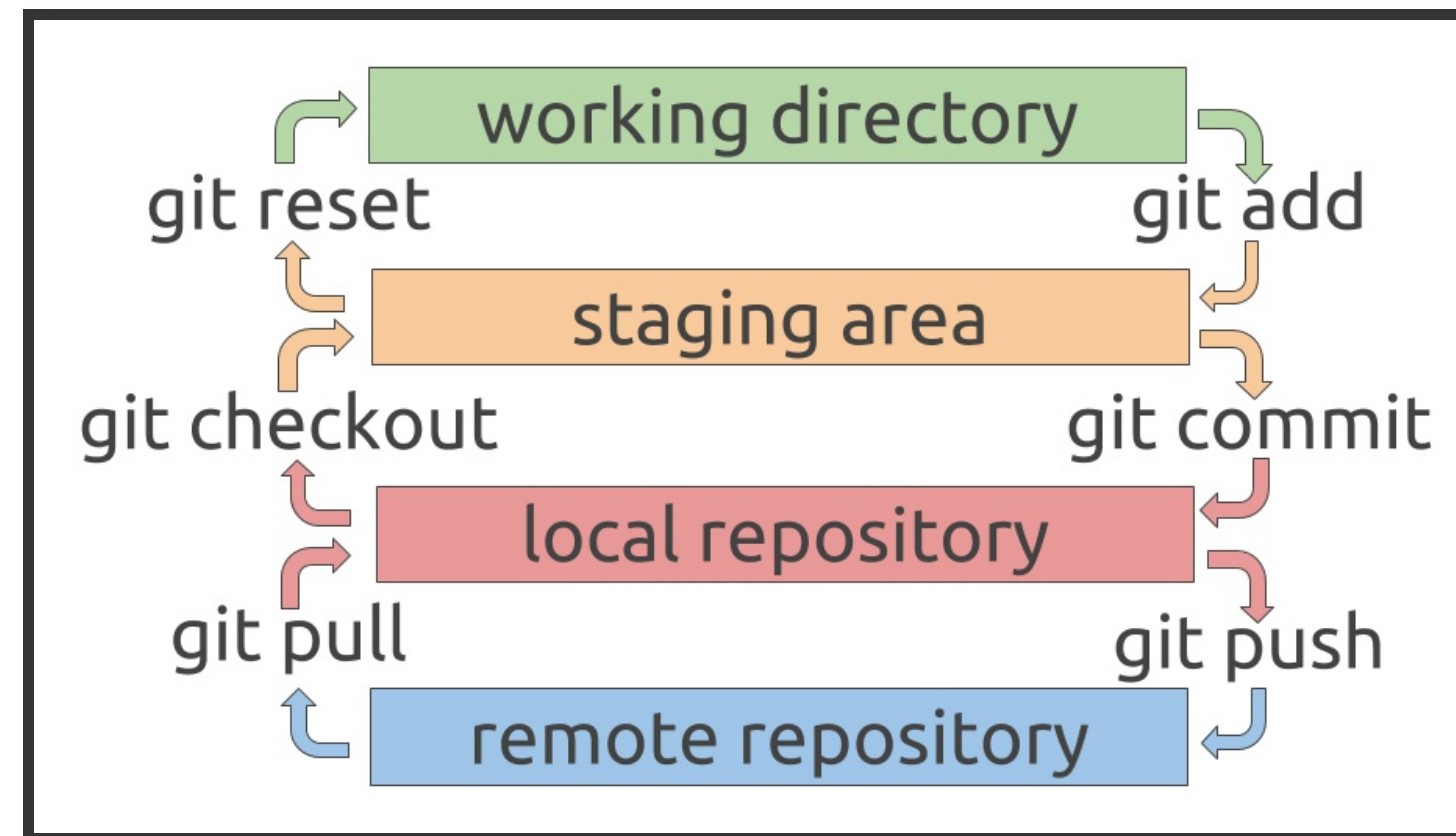 working directory
git reset
git add
staging area
git checkout
git commit
local repository
git pull
git push
remote repository